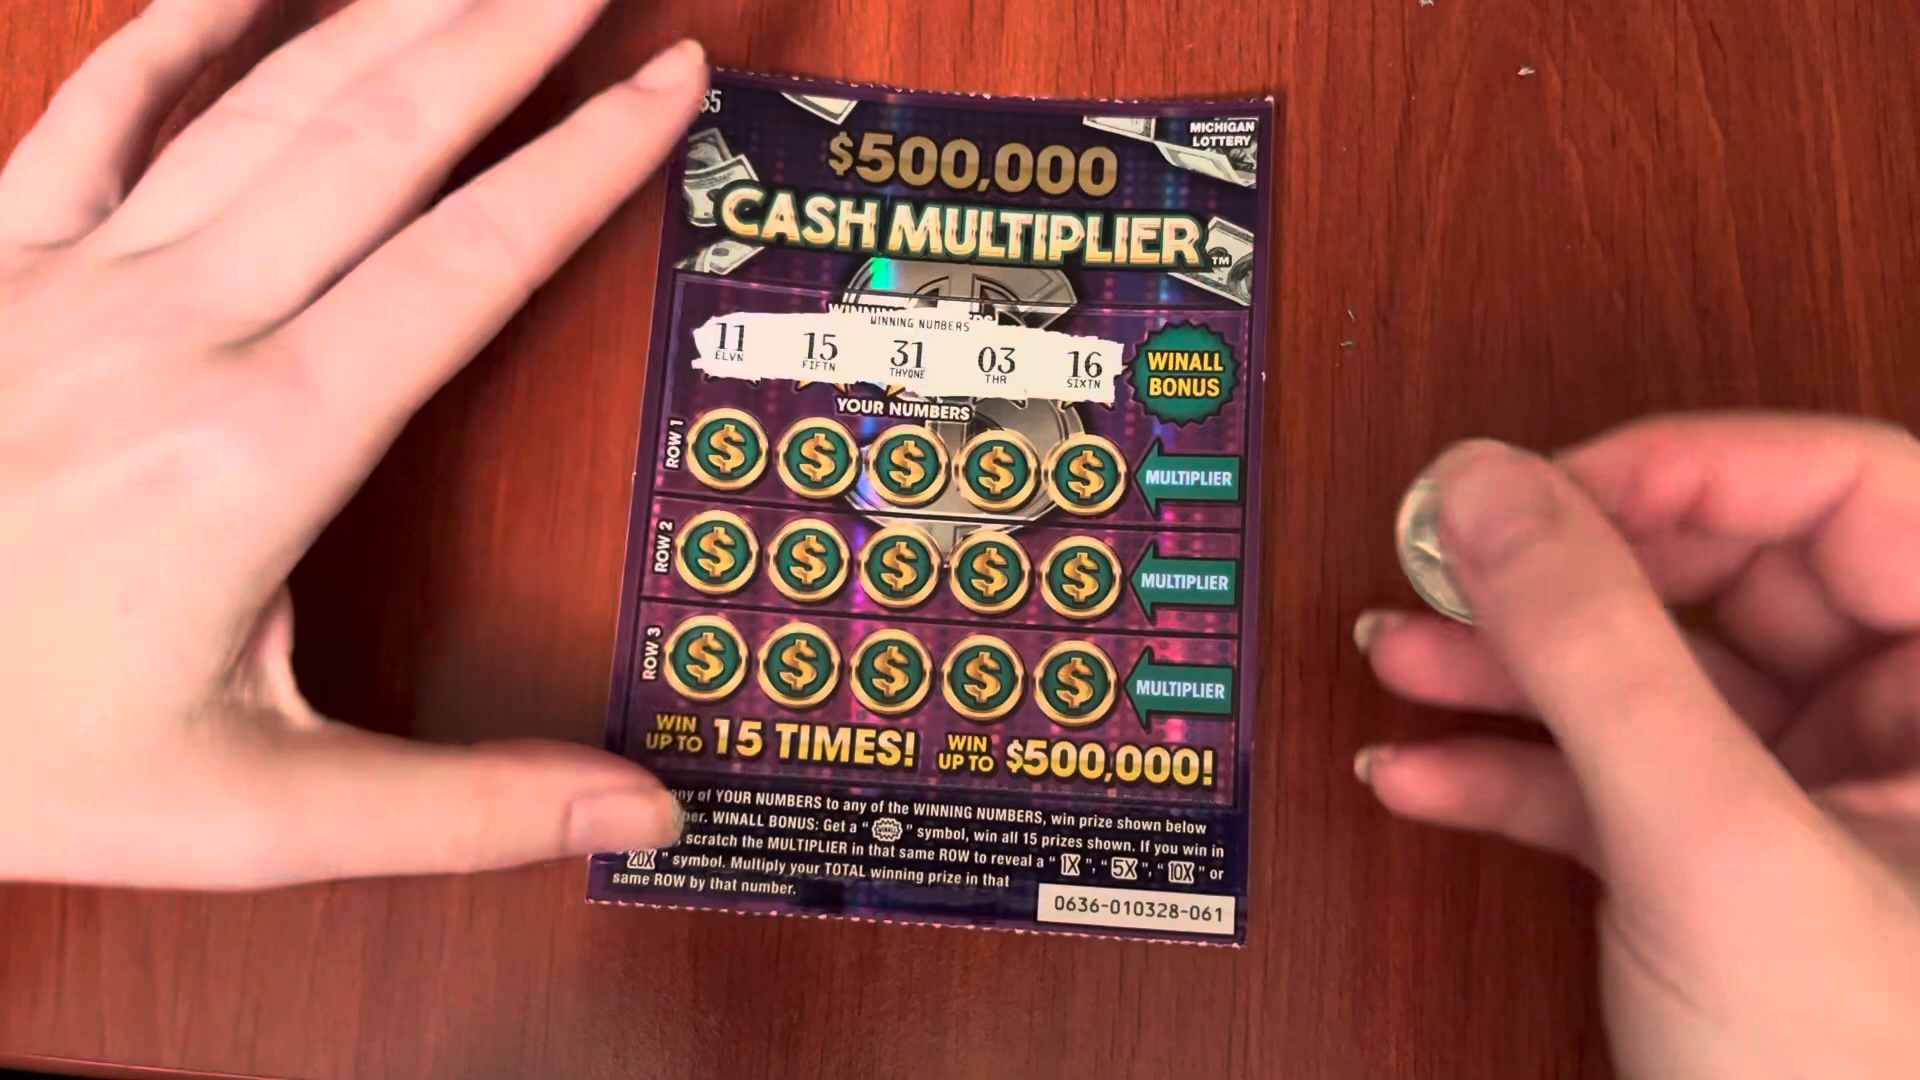 $5
MICHIGAN
LOTTERY
$500,000
CASH MULTIPLIER™
WINNING NUMBERS
11 15 31 03 16
ELVN FIFTN THYONE THR SIXTN
WINALL
BONUS
YOUR NUMBERS
ROW 1
MULTIPLIER
ROW 2
MULTIPLIER
ROW 3
MULTIPLIER
WIN UP TO 15 TIMES! WIN UP TO $500,000!
any of YOUR NUMBERS to any of the WINNING NUMBERS, win prize shown below
WINALL BONUS: Get a " " symbol, win all 15 prizes shown. If you win in
scratch the MULTIPLIER in that same ROW to reveal a "1X", "5X", "10X" or
20X" symbol. Multiply your TOTAL winning prize in that
same ROW by that number.
0636-010328-061